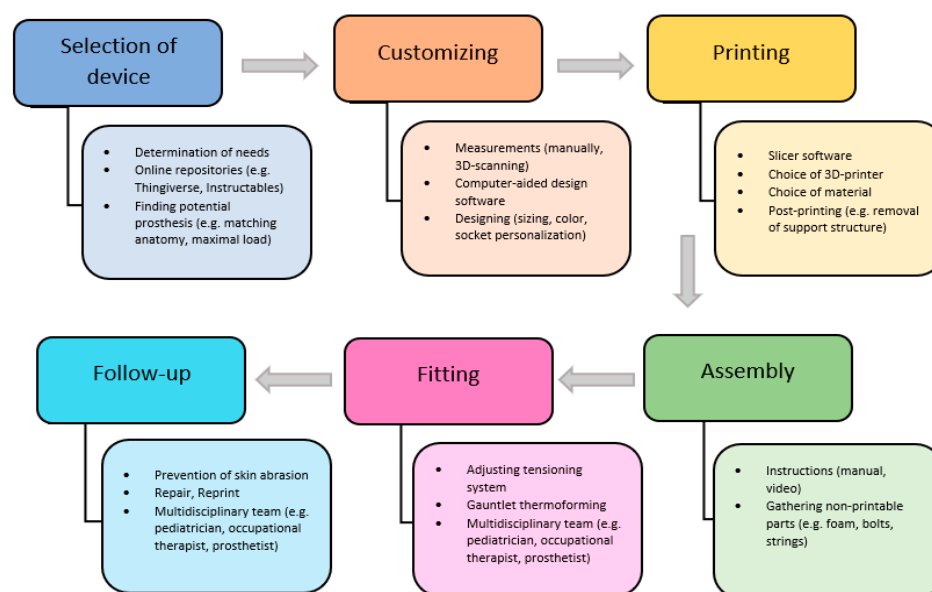 Selection of
device
Customizing
Printing
• Determination of needs
• Online repositories (e.g.
Thingiverse, Instructables)
• Finding potential
prosthesis (e.g. matching
anatomy, maximal load)
• Measurements (manually,
3D-scanning)
• Computer-aided design
software
• Designing (sizing, color,
socket personalization)
• Slicer software
• Choice of 3D-printer
• Choice of material
• Post-printing (e.g. removal
of support structure)
Follow-up
Fitting
Assembly
• Prevention of skin abrasion
• Repair, Reprint
• Multidisciplinary team (e.g.
pediatrician, occupational
therapist, prosthetist)
• Adjusting tensioning
system
• Gauntlet thermoforming
• Multidisciplinary team (e.g.
pediatrician, occupational
therapist, prosthetist)
• Instructions (manual,
video)
• Gathering non-printable
parts (e.g. foam, bolts,
strings)